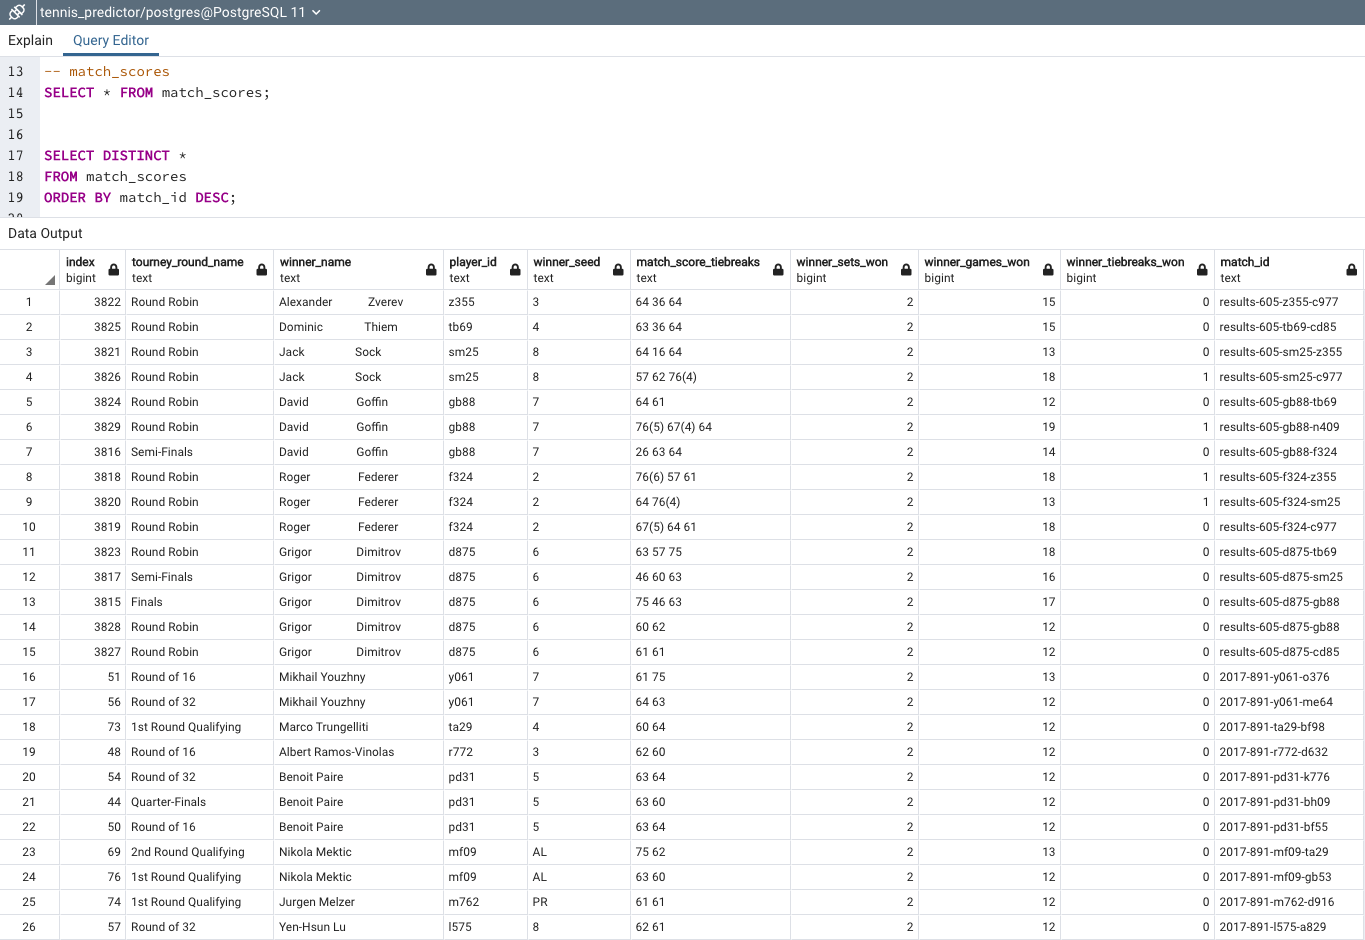 tennis_predictor/postgres@PostgreSQL 11
Explain Query Editor
13 -- match_scores
14 SELECT * FROM match_scores;
15
16
17 SELECT DISTINCT *
18 FROM match_scores
19 ORDER BY match_id DESC;
Data Output
index tourney_round_name winner_name player_id winner_seed match_score_tiebreaks winner_sets_won winner_games_won winner_tiebreaks_won match_id
bigint text text text text text bigint bigint bigint text
1 3822 Round Robin Alexander Zverev z355 3 64 36 64 2 15 0 results-605-z355-c977
2 3825 Round Robin Dominic Thiem tb69 4 63 36 64 2 15 0 results-605-tb69-cd85
3 3821 Round Robin Jack Sock sm25 8 64 16 64 2 13 0 results-605-sm25-z355
4 3826 Round Robin Jack Sock sm25 8 57 62 76(4) 2 18 1 results-605-sm25-c977
5 3824 Round Robin David Goffin gb88 7 64 61 2 12 0 results-605-gb88-tb69
6 3829 Round Robin David Goffin gb88 7 76(5) 67(4) 64 2 19 1 results-605-gb88-n409
7 3816 Semi-Finals David Goffin gb88 7 26 63 64 2 14 0 results-605-gb88-f324
8 3818 Round Robin Roger Federer f324 2 76(6) 57 61 2 18 1 results-605-f324-z355
9 3820 Round Robin Roger Federer f324 2 64 76(4) 2 13 1 results-605-f324-sm25
10 3819 Round Robin Roger Federer f324 2 67(5) 64 61 2 18 0 results-605-f324-c977
11 3823 Round Robin Grigor Dimitrov d875 6 63 57 75 2 18 0 results-605-d875-tb69
12 3817 Semi-Finals Grigor Dimitrov d875 6 46 60 63 2 16 0 results-605-d875-sm25
13 3815 Finals Grigor Dimitrov d875 6 75 46 63 2 17 0 results-605-d875-gb88
14 3828 Round Robin Grigor Dimitrov d875 6 60 62 2 12 0 results-605-d875-gb88
15 3827 Round Robin Grigor Dimitrov d875 6 61 61 2 12 0 results-605-d875-cd85
16 51 Round of 16 Mikhail Youzhny y061 7 61 75 2 13 0 2017-891-y061-o376
17 56 Round of 32 Mikhail Youzhny y061 7 64 63 2 12 0 2017-891-y061-me64
18 73 1st Round Qualifying Marco Trungelliti ta29 4 60 64 2 12 0 2017-891-ta29-bf98
19 48 Round of 16 Albert Ramos-Vinolas r772 3 62 60 2 12 0 2017-891-r772-d632
20 54 Round of 32 Benoit Paire pd31 5 63 64 2 12 0 2017-891-pd31-k776
21 44 Quarter-Finals Benoit Paire pd31 5 63 60 2 12 0 2017-891-pd31-bh09
22 50 Round of 16 Benoit Paire pd31 5 63 64 2 12 0 2017-891-pd31-bf55
23 69 2nd Round Qualifying Nikola Mektic mf09 AL 75 62 2 13 0 2017-891-mf09-ta29
24 76 1st Round Qualifying Nikola Mektic mf09 AL 63 60 2 12 0 2017-891-mf09-gb53
25 74 1st Round Qualifying Jurgen Melzer m762 PR 61 61 2 12 0 2017-891-m762-d916
26 57 Round of 32 Yen-Hsun Lu l575 8 62 61 2 12 0 2017-891-l575-a829